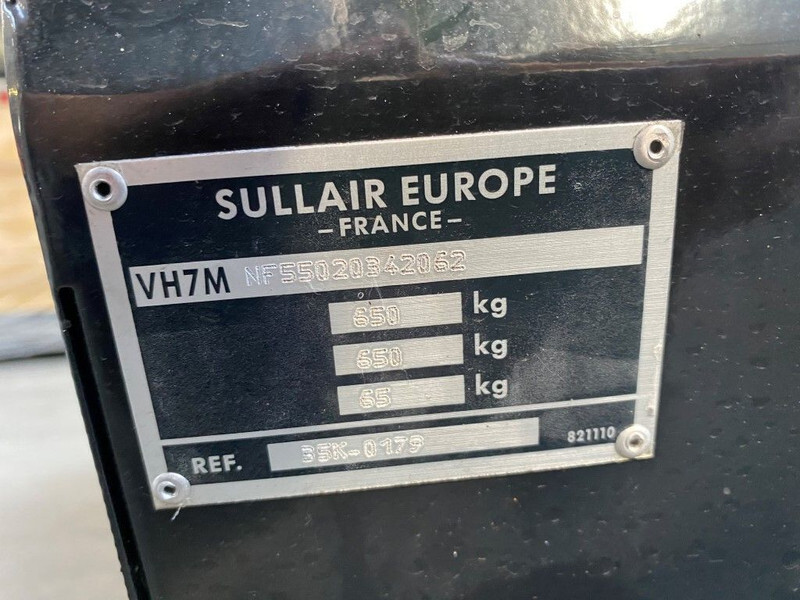 SULLAIR EUROPE
–FRANCE–
VH7M NF55020342062
650 kg
650 kg
65 kg
REF. 35K-0179 821110